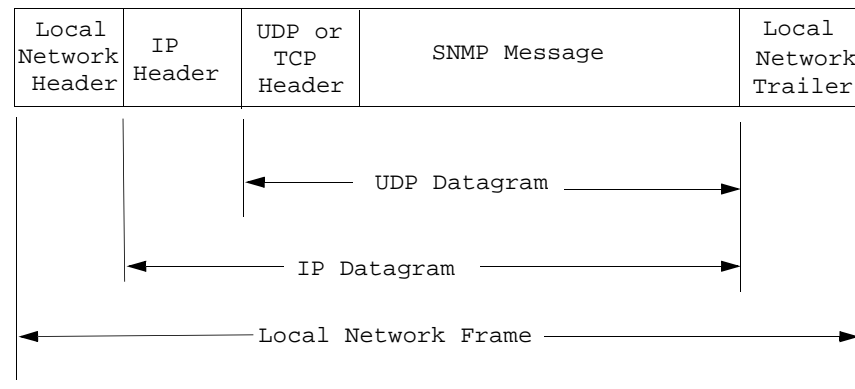 Local
Network
Header
IP
Header
UDP or
TCP
Header
SNMP Message
Local
Network
Trailer
UDP Datagram
IP Datagram
Local Network Frame